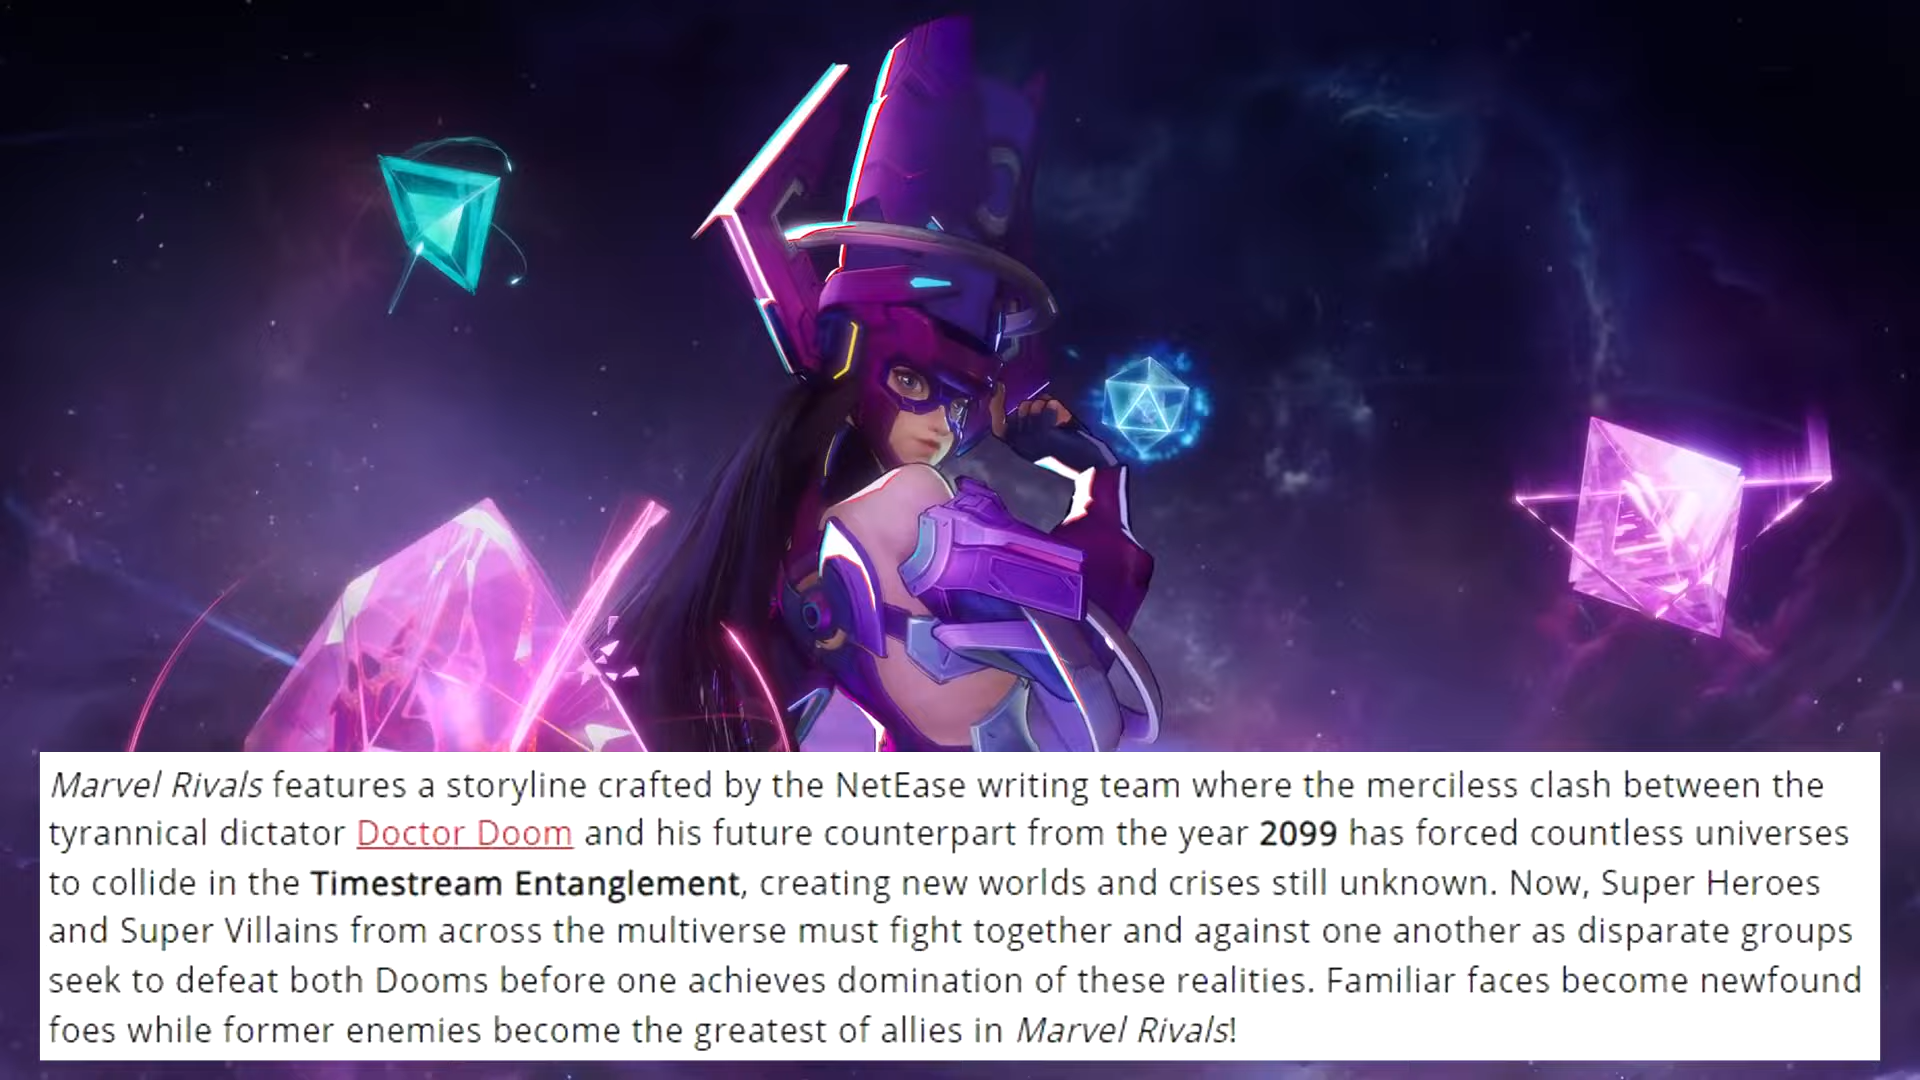 Marvel Rivals features a storyline crafted by the NetEase writing team where the merciless clash between the
tyrannical dictator Doctor Doom and his future counterpart from the year 2099 has forced countless universes
to collide in the Timestream Entanglement, creating new worlds and crises still unknown. Now, Super Heroes
and Super Villains from across the multiverse must fight together and against one another as disparate groups
seek to defeat both Dooms before one achieves domination of these realities. Familiar faces become newfound
foes while former enemies become the greatest of allies in Marvel Rivals!